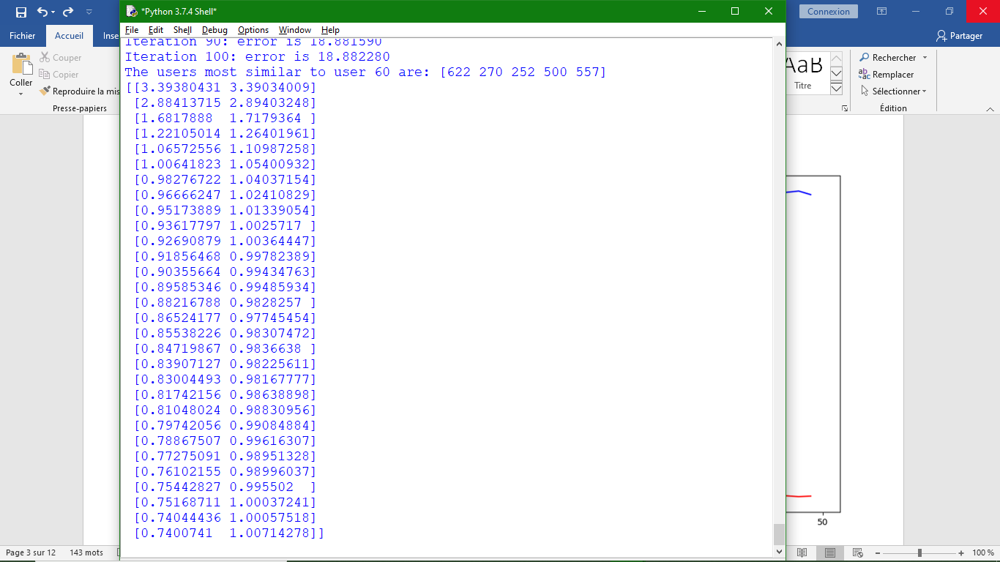 *Python 3.7.4 Shell*
Connexion
Fichier
Accueil
Inse
File Edit Shell Debug Options Window Help
Partager
Coller
Couper
Copier
Reproduire la mis
Presse-papiers
Iteration 90: error is 18.881590
Iteration 100: error is 18.882280
The users most similar to user 60 are: [622 270 252 500 557]
[[3.39380431 3.39034009]
[2.88413715 2.89403248]
[1.6817888 1.7179364 ]
[1.22105014 1.26401961]
[1.06572556 1.10987258]
[1.00641823 1.05400932]
[0.98276722 1.04037154]
[0.96666247 1.02410829]
[0.95173889 1.01339054]
[0.93617797 1.0025717 ]
[0.92690879 1.00364447]
[0.91856468 0.99782389]
[0.90355664 0.99434763]
[0.89585346 0.99485934]
[0.88216788 0.9828257 ]
[0.86524177 0.97745454]
[0.85538226 0.98307472]
[0.84719867 0.9836638 ]
[0.83907127 0.98225611]
[0.83004493 0.98167777]
[0.81742156 0.98638898]
[0.81048024 0.98830956]
[0.79742056 0.99084884]
[0.78867507 0.99616307]
[0.77275091 0.98951328]
[0.76102155 0.98996037]
[0.75442827 0.995502 ]
[0.75168711 1.00037241]
[0.74044436 1.00057518]
[0.7400741 1.00714278]]
AaB
Titre
Rechercher
Remplacer
Sélectionner
Édition
50
Page 3 sur 12 143 mots
100 %